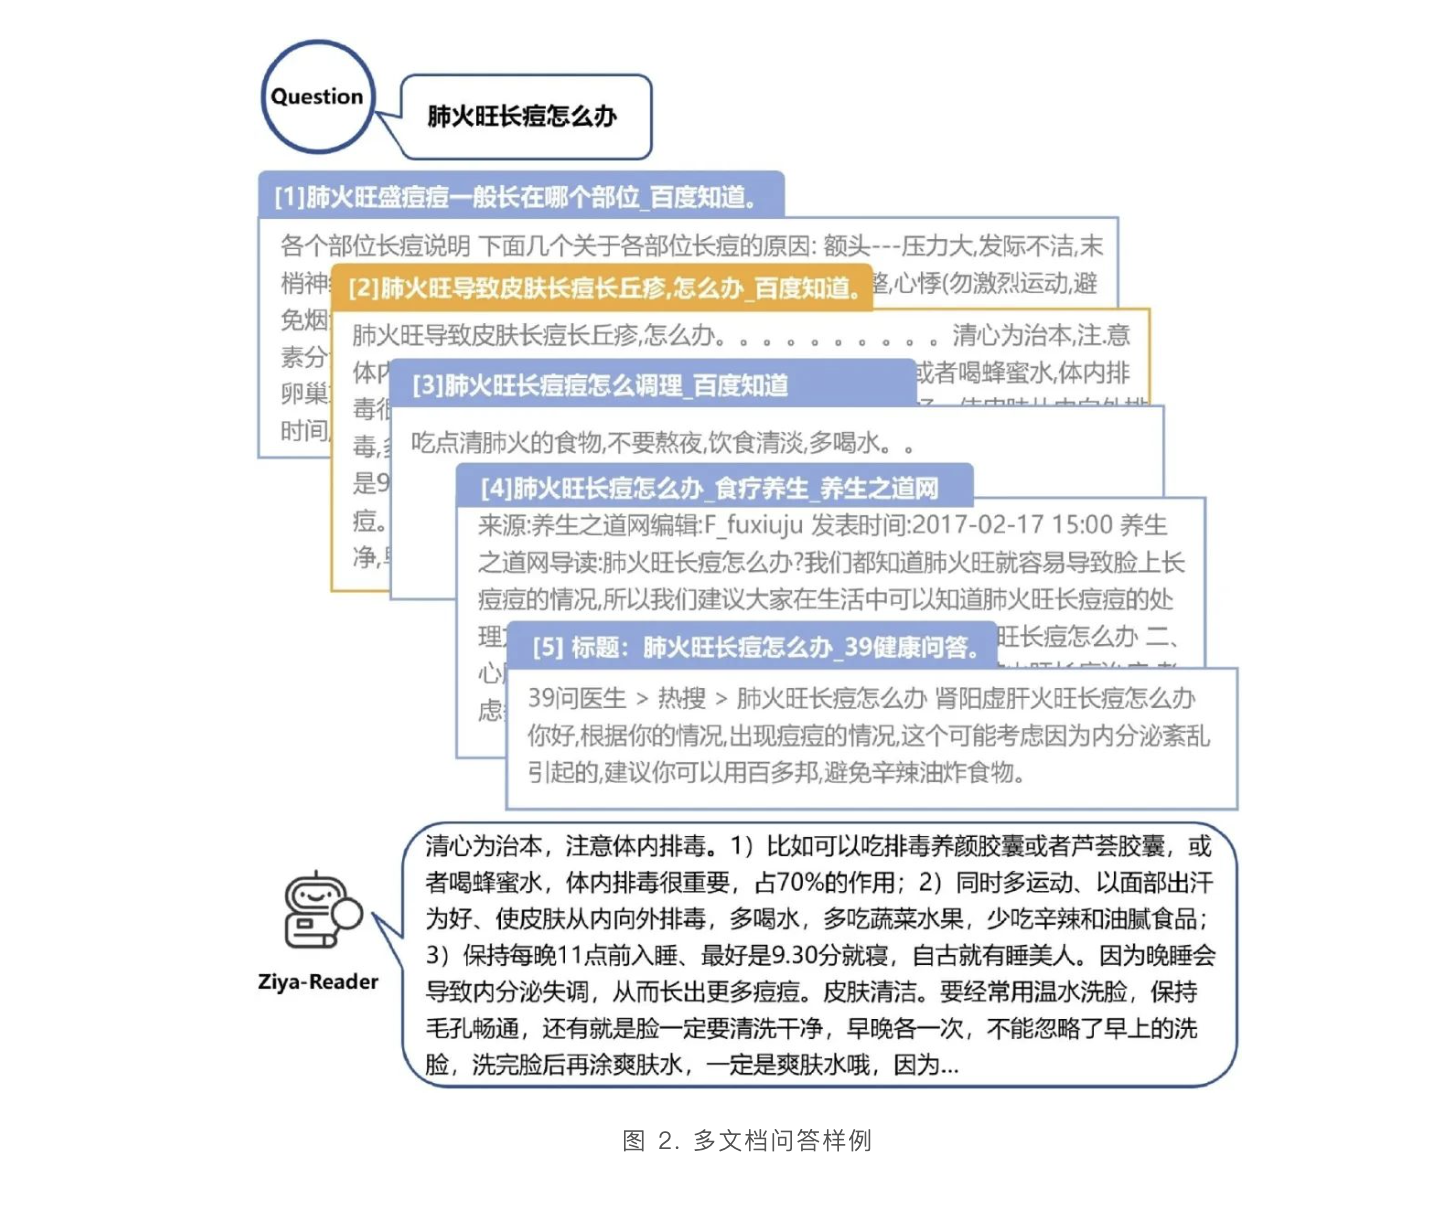 Question
肺火旺长痘怎么办
[1]肺火旺盛痘痘一般长在哪个部位_百度知道。
各个部位长痘说明 下面几个关于各部位长痘的原因: 额头---压力大,发际不洁,末
梢神
整,心悸(勿激烈运动,避
免烟
素分
卵巢
时间,
[2]肺火旺导致皮肤长痘长丘疹,怎么办_百度知道。
肺火旺导致皮肤长痘长丘疹,怎么办。。。。。。。。。。清心为治本,注.意
体内
或者喝蜂蜜水,体内排
毒很
毒,
是9
痘。
净,
[3]肺火旺长痘痘怎么调理_百度知道
吃点清肺火的食物,不要熬夜,饮食清淡,多喝水。。
[4]肺火旺长痘怎么办_食疗养生_养生之道网
来源:养生之道网编辑:F_fuxiuju 发表时间:2017-02-17 15:00 养生
之道网导读:肺火旺长痘怎么办?我们都知道肺火旺就容易导致脸上长
痘痘的情况,所以我们建议大家在生活中可以知道肺火旺长痘痘的处
理
旺长痘怎么办 二、
心
虑
[5] 标题：肺火旺长痘怎么办_39健康问答。
39问医生 > 热搜 > 肺火旺长痘怎么办 肾阳虚肝火旺长痘怎么办
你好,根据你的情况,出现痘痘的情况,这个可能考虑因为内分泌紊乱
引起的,建议你可以用百多邦,避免辛辣油炸食物。
清心为治本，注意体内排毒。1）比如可以吃排毒养颜胶囊或者芦荟胶囊，或
者喝蜂蜜水，体内排毒很重要，占70%的作用；2）同时多运动、以面部出汗
为好、使皮肤从内向外排毒，多喝水，多吃蔬菜水果，少吃辛辣和油腻食品；
3）保持每晚11点前入睡、最好是9.30分就寝，自古就有睡美人。因为晚睡会
导致内分泌失调，从而长出更多痘痘。皮肤清洁。要经常用温水洗脸，保持
毛孔畅通，还有就是脸一定要清洗干净，早晚各一次，不能忽略了早上的洗
脸，洗完脸后再涂爽肤水，一定是爽肤水哦，因为...
Ziya-Reader
图 2. 多文档问答样例